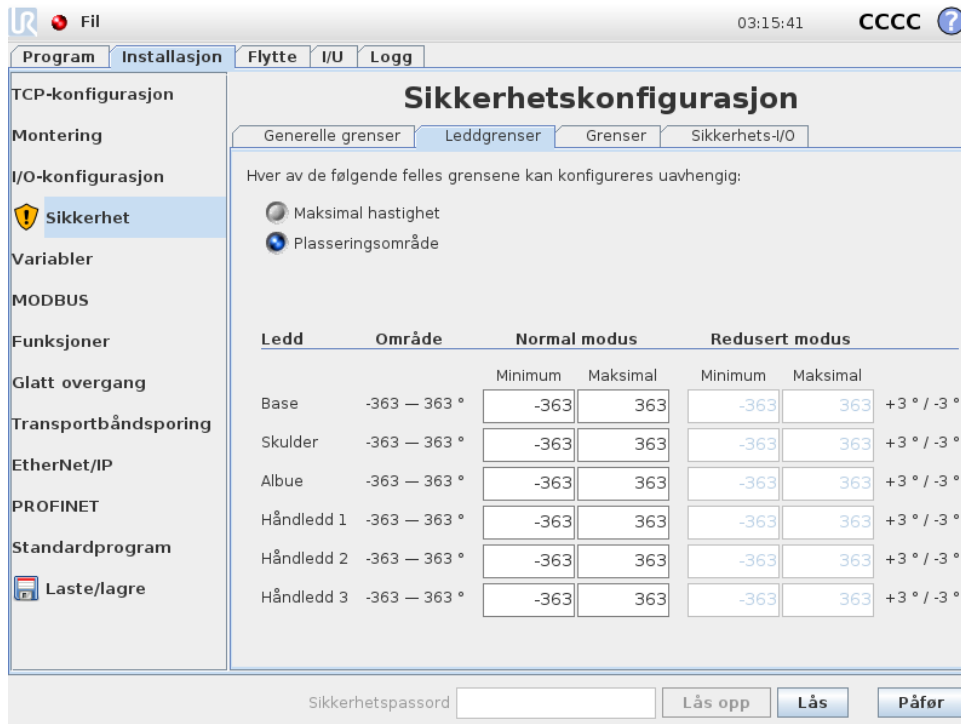 UR Fil 03:15:41 CCCC ?
Program Installasjon Flytte I/U Logg
TCP-konfigurasjon
Montering
I/O-konfigurasjon
Sikkerhet
Variabler
MODBUS
Funksjoner
Glatt overgang
Transportbåndsporing
EtherNet/IP
PROFINET
Standardprogram
Laste/lagre
Sikkerhetskonfigurasjon
Generelle grenser Leddgrenser Grenser Sikkerhets-I/O
Hver av de følgende felles grensene kan konfigureres uavhengig:
Maksimal hastighet
Plasseringsområde
Ledd Område Normal modus Redusert modus
Minimum Maksimal Minimum Maksimal
Base -363 — 363 ° -363 363 -363 363 +3 ° / -3 °
Skulder -363 — 363 ° -363 363 -363 363 +3 ° / -3 °
Albue -363 — 363 ° -363 363 -363 363 +3 ° / -3 °
Håndledd 1 -363 — 363 ° -363 363 -363 363 +3 ° / -3 °
Håndledd 2 -363 — 363 ° -363 363 -363 363 +3 ° / -3 °
Håndledd 3 -363 — 363 ° -363 363 -363 363 +3 ° / -3 °
Sikkerhetspassord Lås opp Lås Påfør